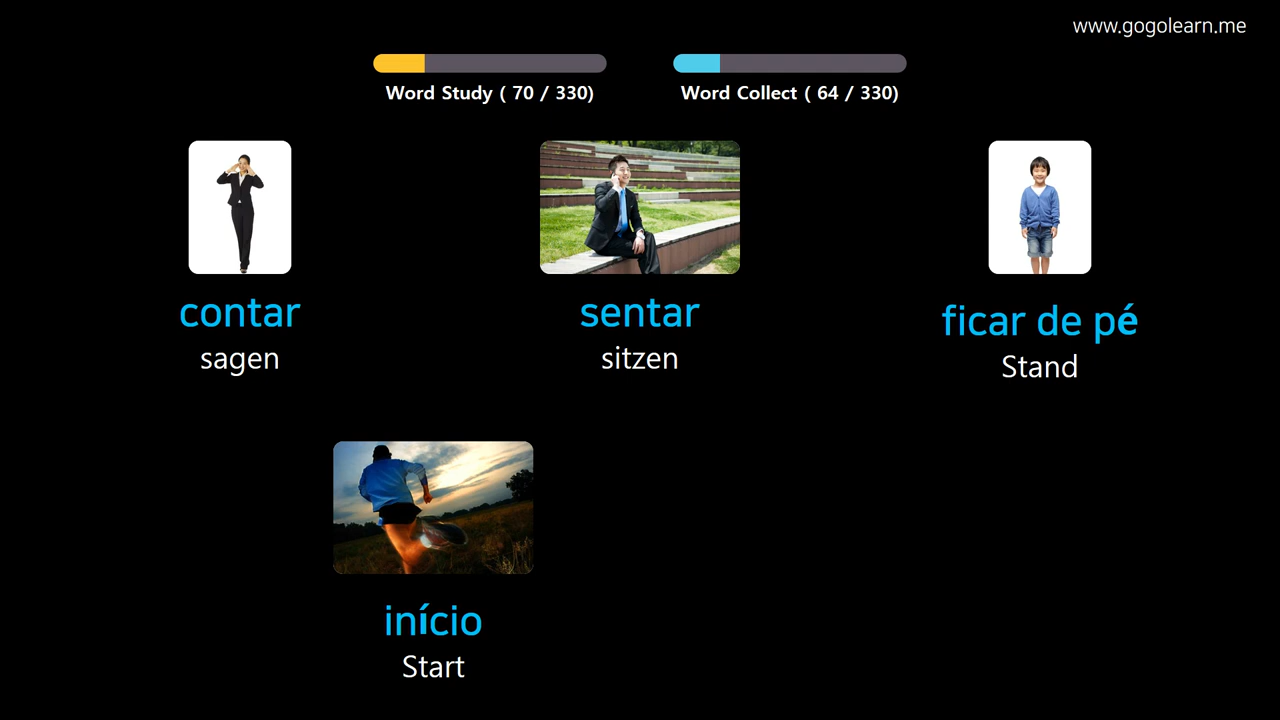 www.gogolearn.me
Word Study ( 70 / 330)
Word Collect ( 64 / 330)
contar
sagen
sentar
sitzen
ficar de pé
Stand
início
Start